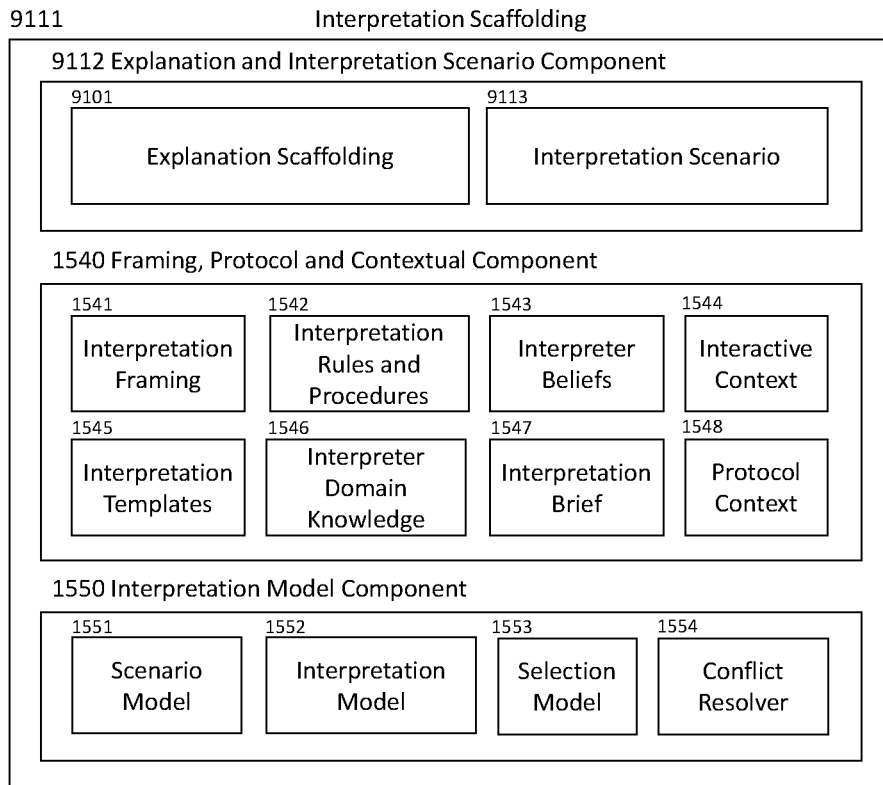 9111 Interpretation Scaffolding
9112 Explanation and Interpretation Scenario Component
9101 9113
Explanation Scaffolding Interpretation Scenario
1540 Framing, Protocol and Contextual Component
1541 1542 1543 1544
Interpretation
Framing
Interpretation
Rules and
Procedures
Interpreter
Beliefs
Interactive
Context
1545 1546 1547 1548
Interpretation
Templates
Interpreter
Domain
Knowledge
Interpretation
Brief
Protocol
Context
1550 Interpretation Model Component
1551 1552 1553 1554
Scenario
Model
Interpretation
Model
Selection
Model
Conflict
Resolver